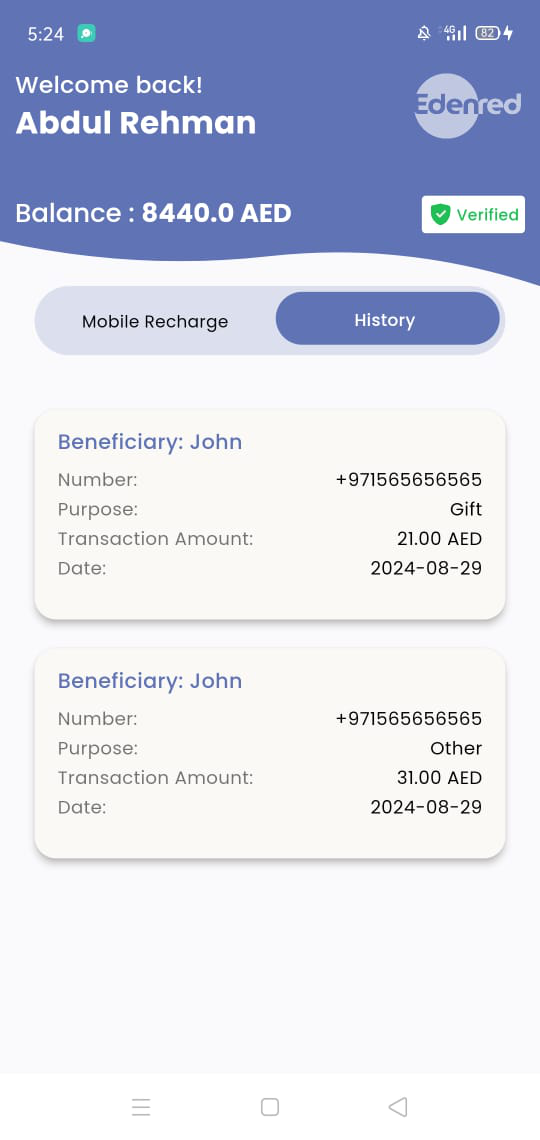 5:24
4G 82
Welcome back!
Abdul Rehman
Edenred
Balance : 8440.0 AED
Verified
Mobile Recharge
History
Beneficiary: John
Number: +971565656565
Purpose: Gift
Transaction Amount: 21.00 AED
Date: 2024-08-29
Beneficiary: John
Number: +971565656565
Purpose: Other
Transaction Amount: 31.00 AED
Date: 2024-08-29